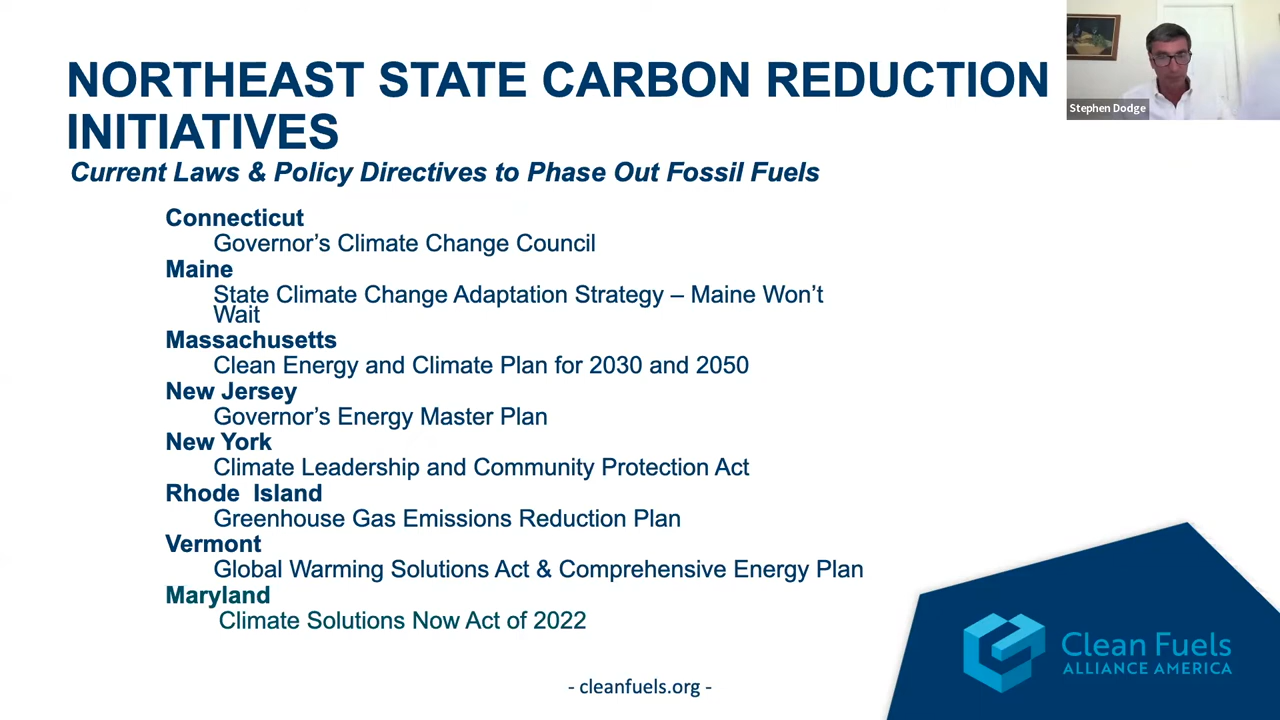 NORTHEAST STATE CARBON REDUCTION
INITIATIVES
Current Laws & Policy Directives to Phase Out Fossil Fuels
Connecticut
Governor’s Climate Change Council
Maine
State Climate Change Adaptation Strategy – Maine Won’t
Wait
Massachusetts
Clean Energy and Climate Plan for 2030 and 2050
New Jersey
Governor’s Energy Master Plan
New York
Climate Leadership and Community Protection Act
Rhode  Island
Greenhouse Gas Emissions Reduction Plan
Vermont
Global Warming Solutions Act & Comprehensive Energy Plan
Maryland
Climate Solutions Now Act of 2022
- cleanfuels.org -
Clean Fuels
ALLIANCE AMERICA
Stephen Dodge